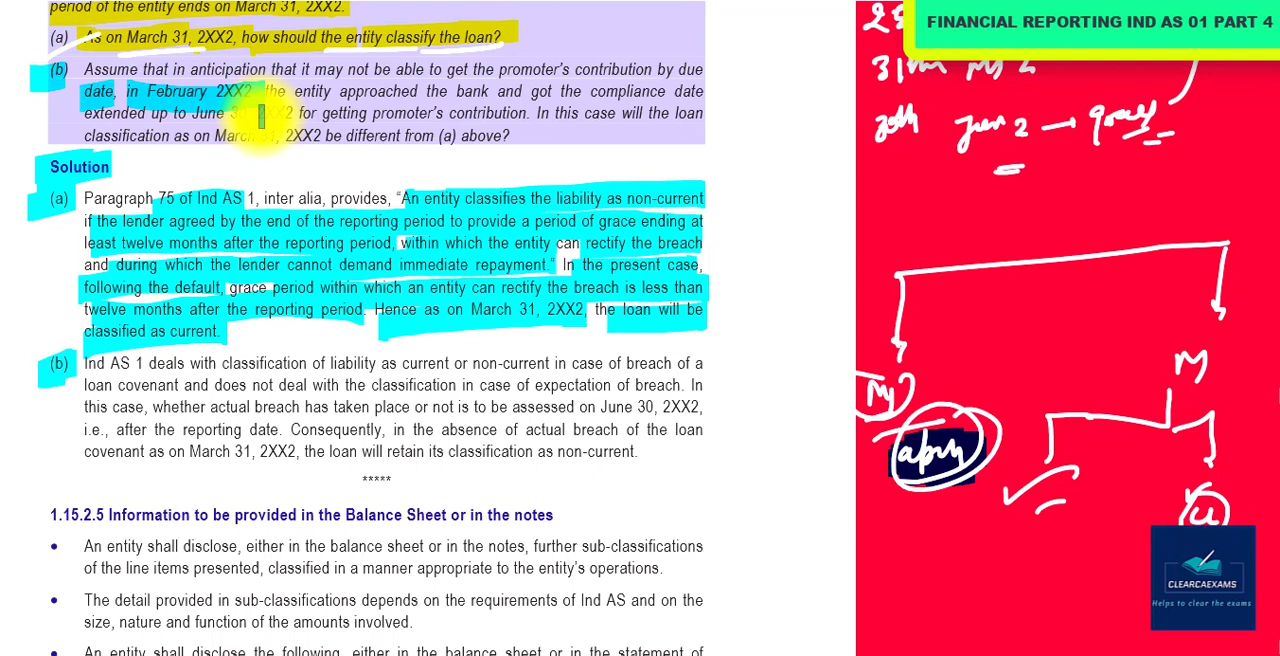 period of the entity ends on March 31, 2XX2.
(a) As on March 31, 2XX2, how should the entity classify the loan?
(b) Assume that in anticipation that it may not be able to get the promoter's contribution by due
date, in February 2XX2 the entity approached the bank and got the compliance date
extended up to June 30, 2XX2 for getting promoter's contribution. In this case will the loan
classification as on March 31, 2XX2 be different from (a) above?
Solution
(a) Paragraph 75 of Ind AS 1, inter alia, provides, “An entity classifies the liability as non-current
if the lender agreed by the end of the reporting period to provide a period of grace ending at
least twelve months after the reporting period, within which the entity can rectify the breach
and during which the lender cannot demand immediate repayment.” In the present case,
following the default, grace period within which an entity can rectify the breach is less than
twelve months after the reporting period. Hence as on March 31, 2XX2, the loan will be
classified as current.
(b) Ind AS 1 deals with classification of liability as current or non-current in case of breach of a
loan covenant and does not deal with the classification in case of expectation of breach. In
this case, whether actual breach has taken place or not is to be assessed on June 30, 2XX2,
i.e., after the reporting date. Consequently, in the absence of actual breach of the loan
covenant as on March 31, 2XX2, the loan will retain its classification as non-current.
*****
1.15.2.5 Information to be provided in the Balance Sheet or in the notes
• An entity shall disclose, either in the balance sheet or in the notes, further sub-classifications
of the line items presented, classified in a manner appropriate to the entity's operations.
• The detail provided in sub-classifications depends on the requirements of Ind AS and on the
size, nature and function of the amounts involved.
• An entity shall disclose the following, either in the balance sheet or in the statement of
FINANCIAL REPORTING IND AS 01 PART 4
30th Jun 2
M
CLEARCAEXAMS
Helps to clear the exams